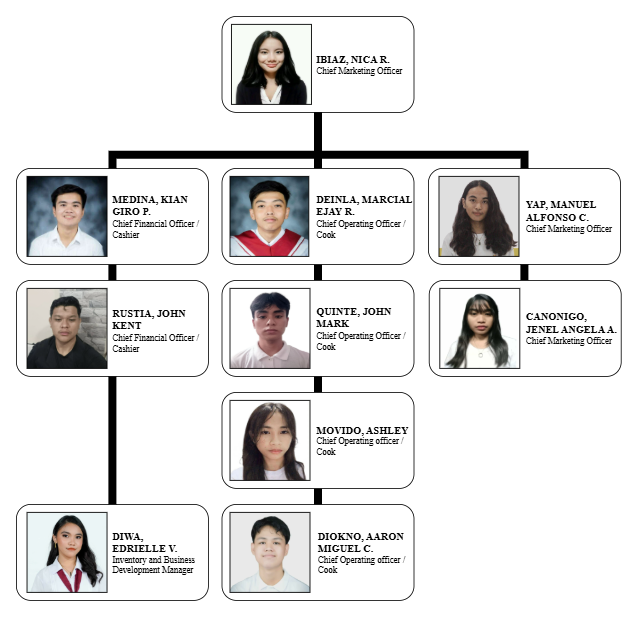 IBIAZ, NICA R.
Chief Marketing Officer
MEDINA, KIAN
GIRO P.
Chief Financial Officer /
Cashier
DEINLA, MARCIAL
EJAY R.
Chief Operating Officer /
Cook
YAP, MANUEL
ALFONSO C.
Chief Marketing Officer
RUSTIA, JOHN
KENT
Chief Financial Officer /
Cashier
QUINTE, JOHN
MARK
Chief Operating Officer /
Cook
CANONIGO,
JENEL ANGELA A.
Chief Marketing Officer
MOVIDO, ASHLEY
Chief Operating officer /
Cook
DIWA,
EDRIELLE V.
Inventory and Business
Development Manager
DIOKNO, AARON
MIGUEL C.
Chief Operating officer /
Cook